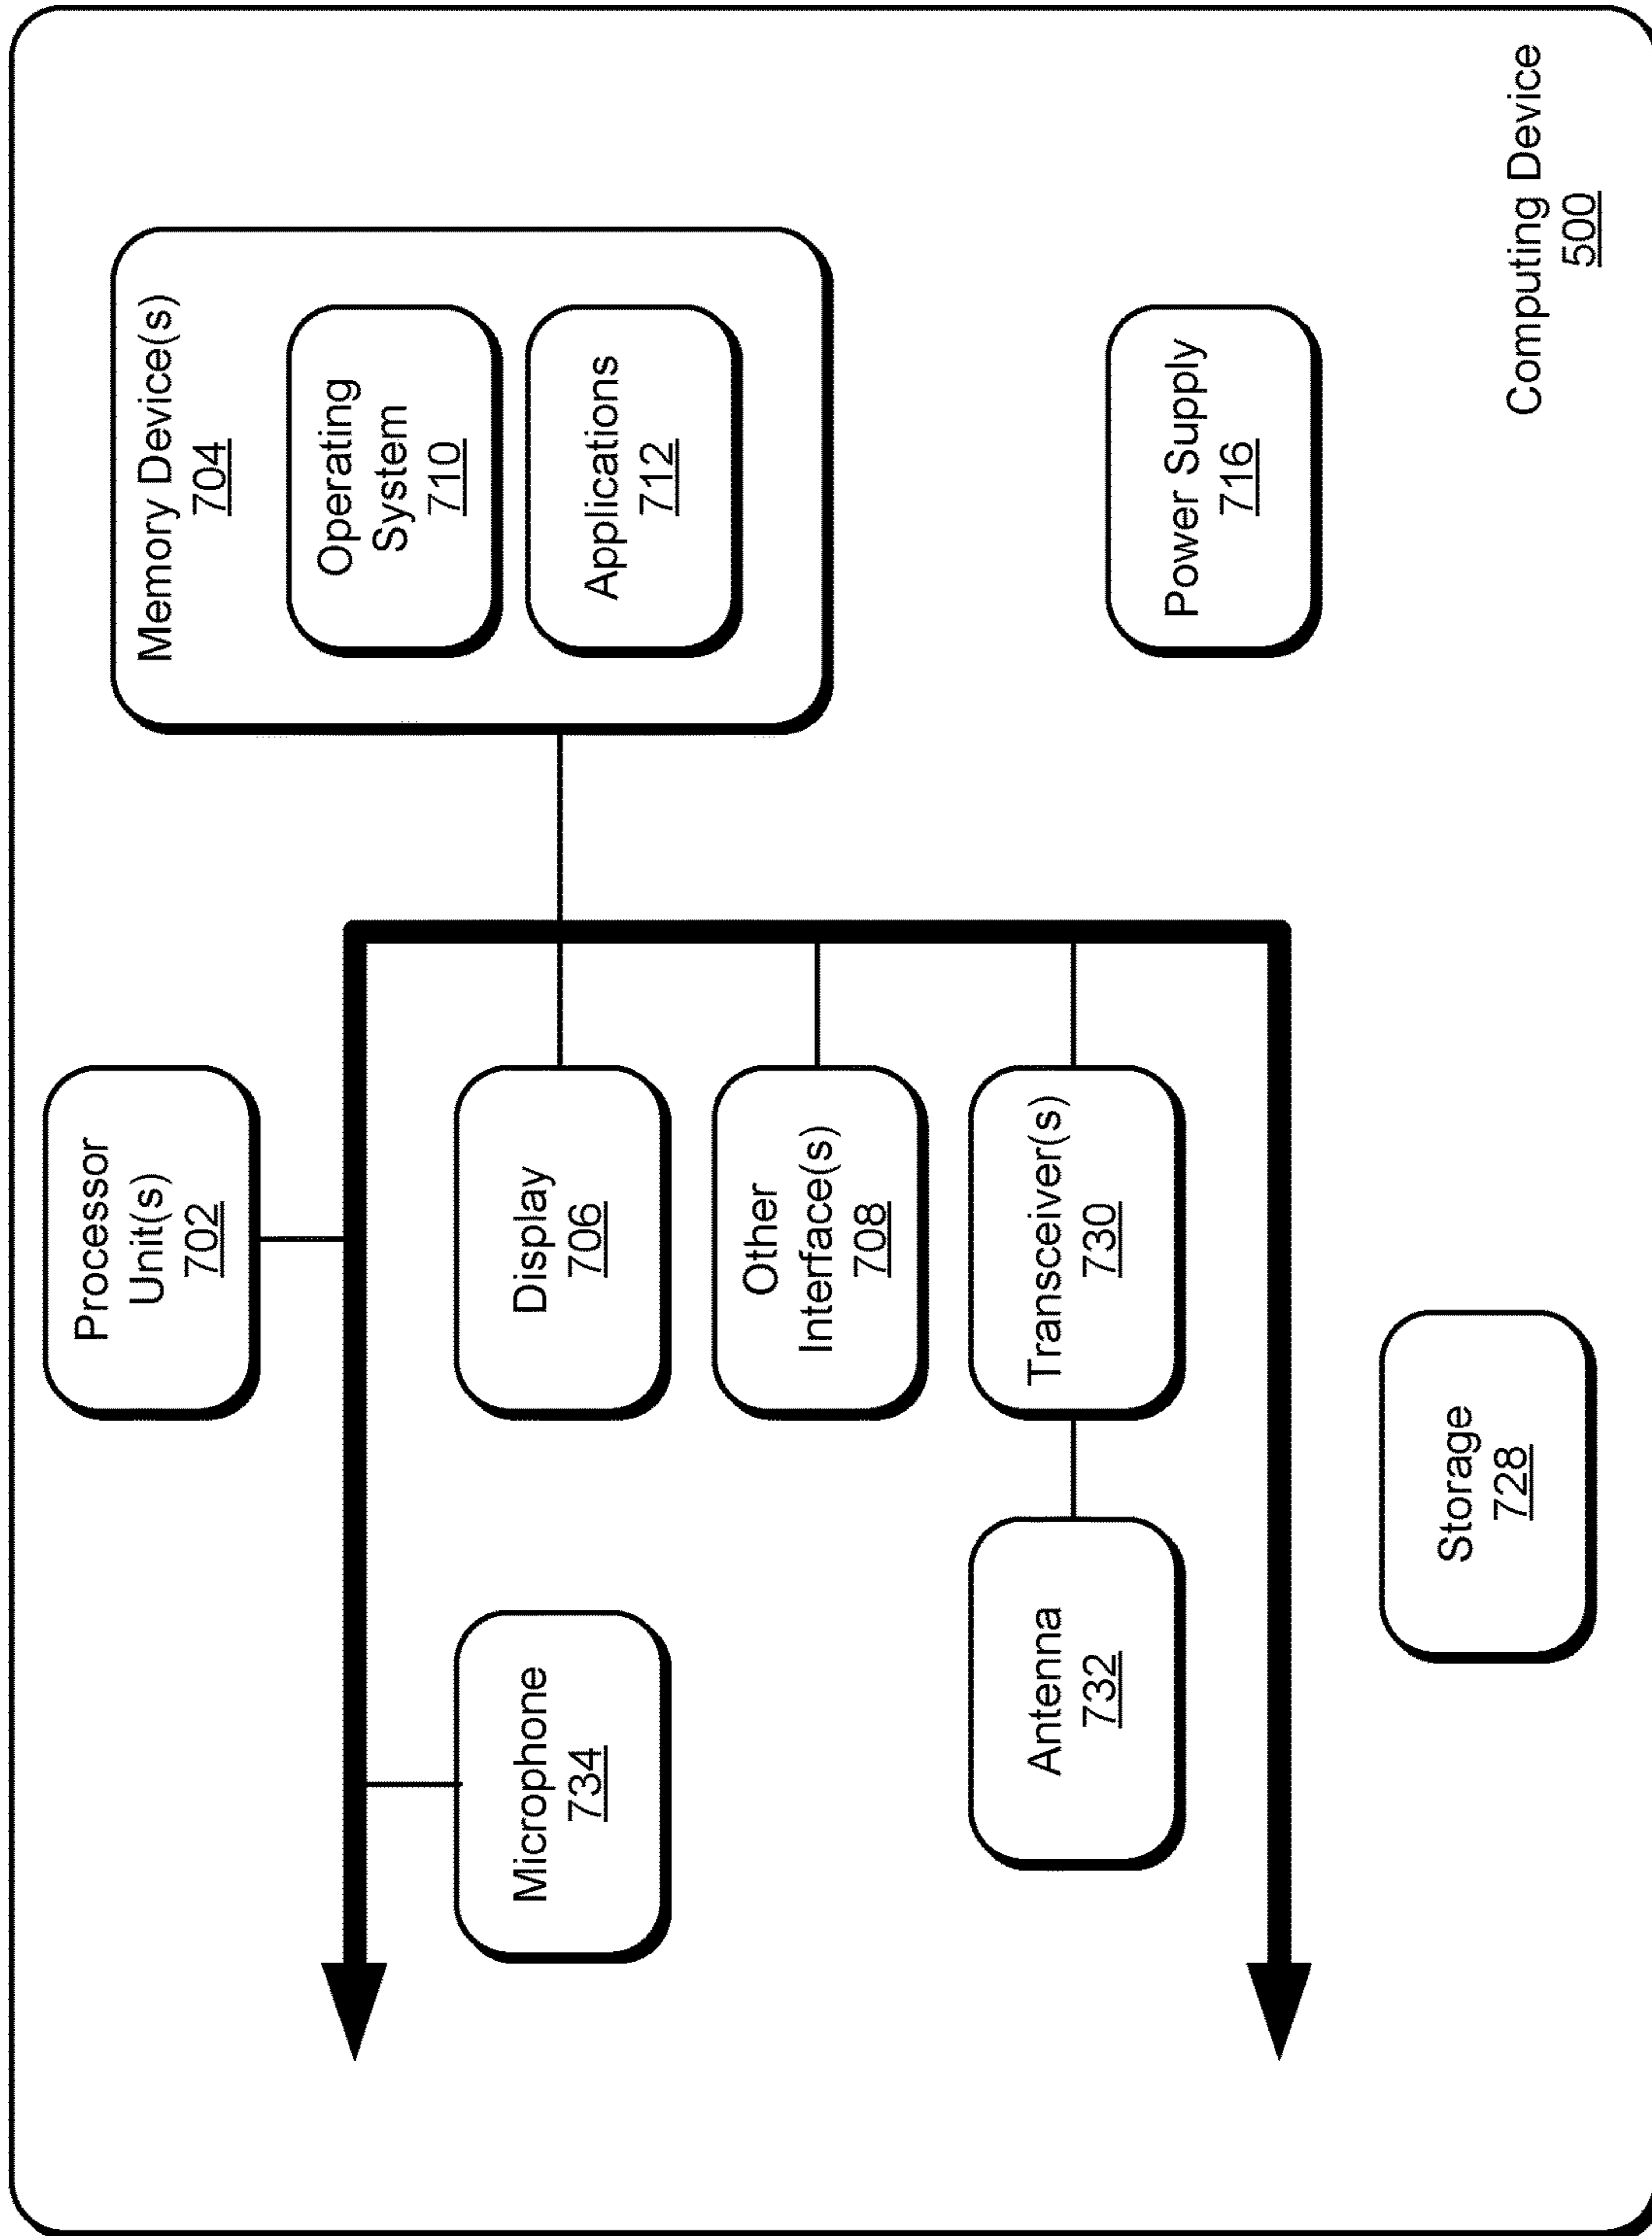 Processor
Unit(s)
702
Memory Device(s)
704
Operating
System
710
Microphone
734
Display
706
Applications
712
Other
Interface(s)
708
Antenna
732
Transceiver(s)
730
Power Supply
716
Storage
728
Computing Device
500